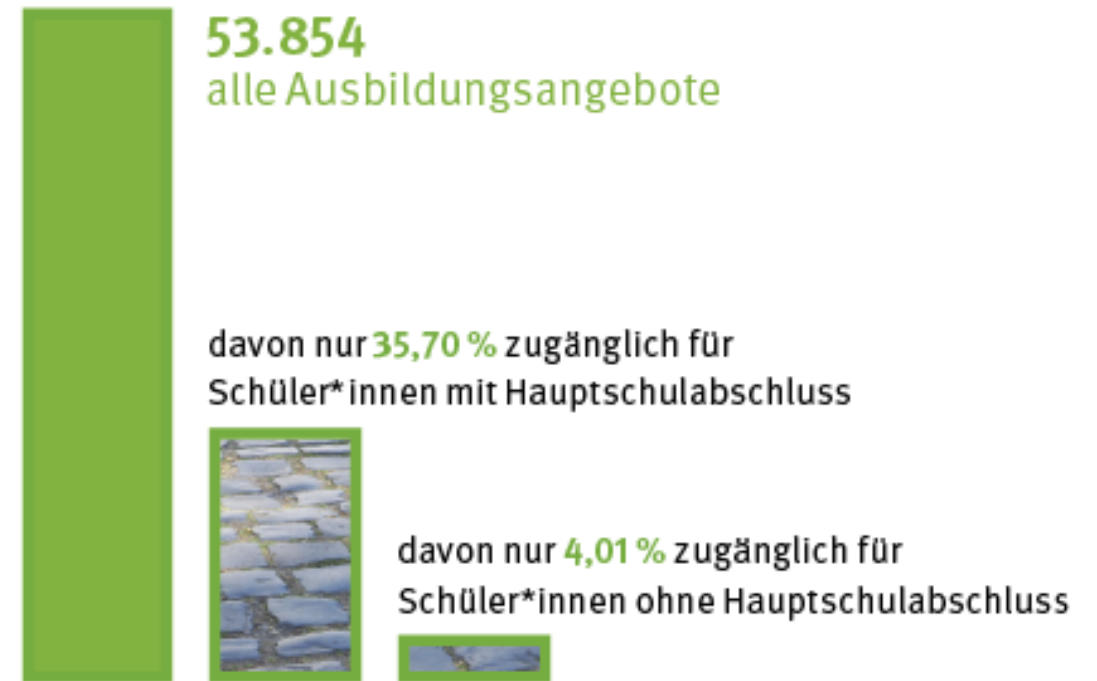 53.854
alle Ausbildungsangebote
davon nur 35,70 % zugänglich für
Schüler*innen mit Hauptschulabschluss
davon nur 4,01 % zugänglich für
Schüler*innen ohne Hauptschulabschluss